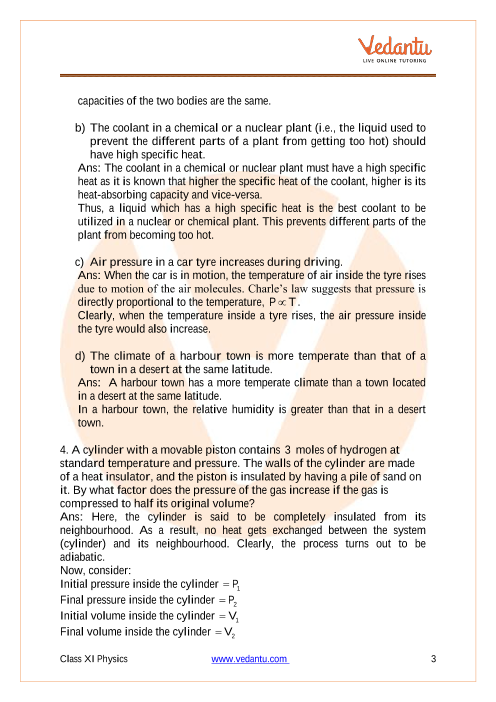 Vedantu
LIVE ONLINE TUTORING
capacities of the two bodies are the same.
b) The coolant in a chemical or a nuclear plant (i.e., the liquid used to
prevent the different parts of a plant from getting too hot) should
have high specific heat.
Ans: The coolant in a chemical or nuclear plant must have a high specific
heat as it is known that higher the specific heat of the coolant, higher is its
heat-absorbing capacity and vice-versa.
Thus, a liquid which has a high specific heat is the best coolant to be
utilized in a nuclear or chemical plant. This prevents different parts of the
plant from becoming too hot.
c) Air pressure in a car tyre increases during driving.
Ans: When the car is in motion, the temperature of air inside the tyre rises
due to motion of the air molecules. Charle's law suggests that pressure is
directly proportional to the temperature, P ∝ T.
Clearly, when the temperature inside a tyre rises, the air pressure inside
the tyre would also increase.
d) The climate of a harbour town is more temperate than that of a
town in a desert at the same latitude.
Ans: A harbour town has a more temperate climate than a town located
in a desert at the same latitude.
In a harbour town, the relative humidity is greater than that in a desert
town.
4. A cylinder with a movable piston contains 3 moles of hydrogen at
standard temperature and pressure. The walls of the cylinder are made
of a heat insulator, and the piston is insulated by having a pile of sand on
it. By what factor does the pressure of the gas increase if the gas is
compressed to half its original volume?
Ans: Here, the cylinder is said to be completely insulated from its
neighbourhood. As a result, no heat gets exchanged between the system
(cylinder) and its neighbourhood. Clearly, the process turns out to be
adiabatic.
Now, consider:
Initial pressure inside the cylinder = P₁
Final pressure inside the cylinder = P₂
Initial volume inside the cylinder = V₁
Final volume inside the cylinder = V₂
Class XI Physics www.vedantu.com 3